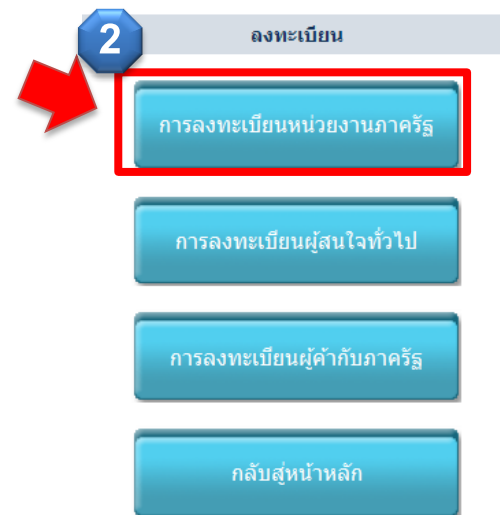 2
ลงทะเบียน
การลงทะเบียนหน่วยงานภาครัฐ
การลงทะเบียนผู้สนใจทั่วไป
การลงทะเบียนผู้ค้ากับภาครัฐ
กลับสู่หน้าหลัก